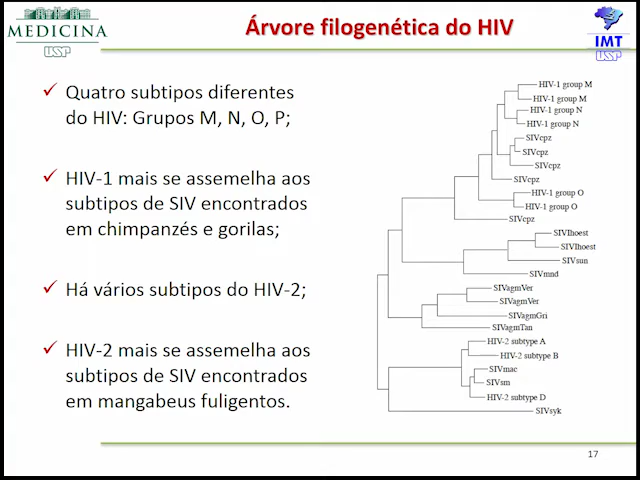 MEDICINA
USP
Árvore filogenética do HIV
IMT
USP
Quatro subtipos diferentes
do HIV: Grupos M, N, O, P;
HIV-1 mais se assemelha aos
subtipos de SIV encontrados
em chimpanzés e gorilas;
Há vários subtipos do HIV-2;
HIV-2 mais se assemelha aos
subtipos de SIV encontrados
em mangabeus fuligentos.
HIV-1 group M
HIV-1 group M
HIV-1 group N
HIV-1 group N
SIVcpz
SIVcpz
SIVcpz
SIVcpz
HIV-1 group O
HIV-1 group O
SIVcpz
SIVlhoest
SIVlhoest
SIVsun
SIVmnd
SIVagmVer
SIVagmVer
SIVagmGri
SIVagmTan
HIV-2 subtype A
HIV-2 subtype B
SIVmac
SIVsm
HIV-2 subtype D
SIVsyk
17